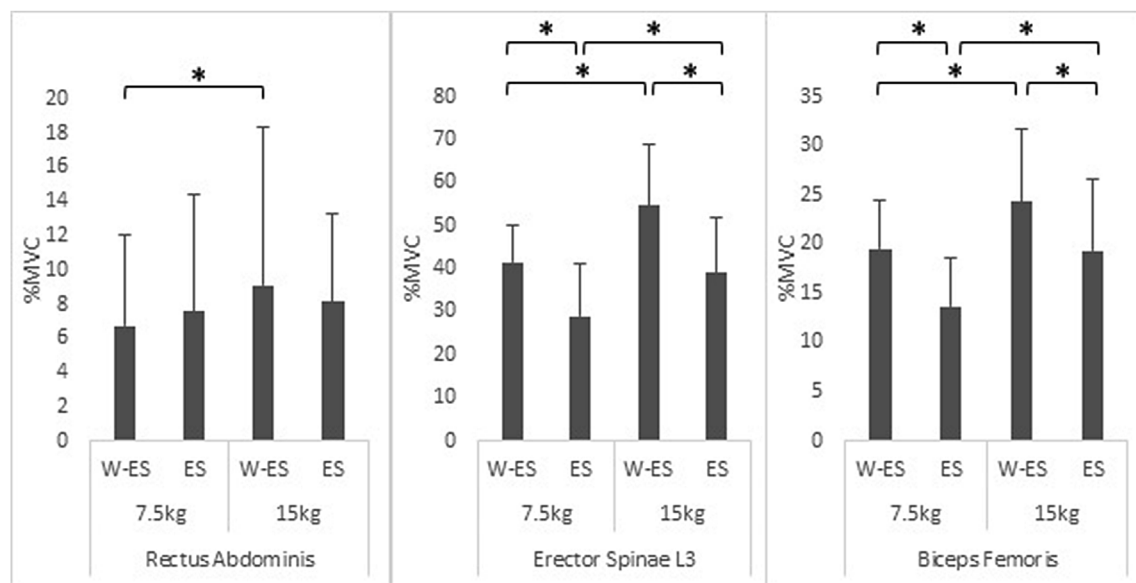 *
20
18
16
14
12
10
8
6
4
2
0
%MVC
W-ES ES W-ES ES
7.5kg 15kg
Rectus Abdominis
* *
* *
80
70
60
50
40
30
20
10
0
%MVC
W-ES ES W-ES ES
7.5kg 15kg
Erector Spinae L3
* *
* *
35
30
25
20
15
10
5
0
%MVC
W-ES ES W-ES ES
7.5kg 15kg
Biceps Femoris